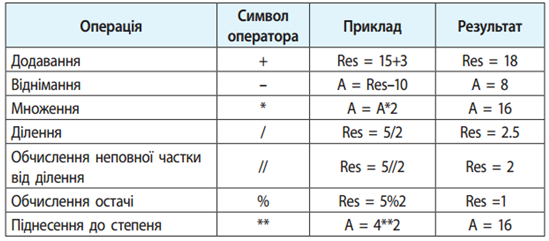 Операція Символ оператора Приклад Результат
Додавання + Res = 15+3 Res = 18
Віднімання – A = Res–10 A = 8
Множення * A = A*2 A = 16
Ділення / Res = 5/2 Res = 2.5
Обчислення неповної частки від ділення // Res = 5//2 Res = 2
Обчислення остачі % Res = 5%2 Res =1
Піднесення до степеня ** A = 4**2 A = 16